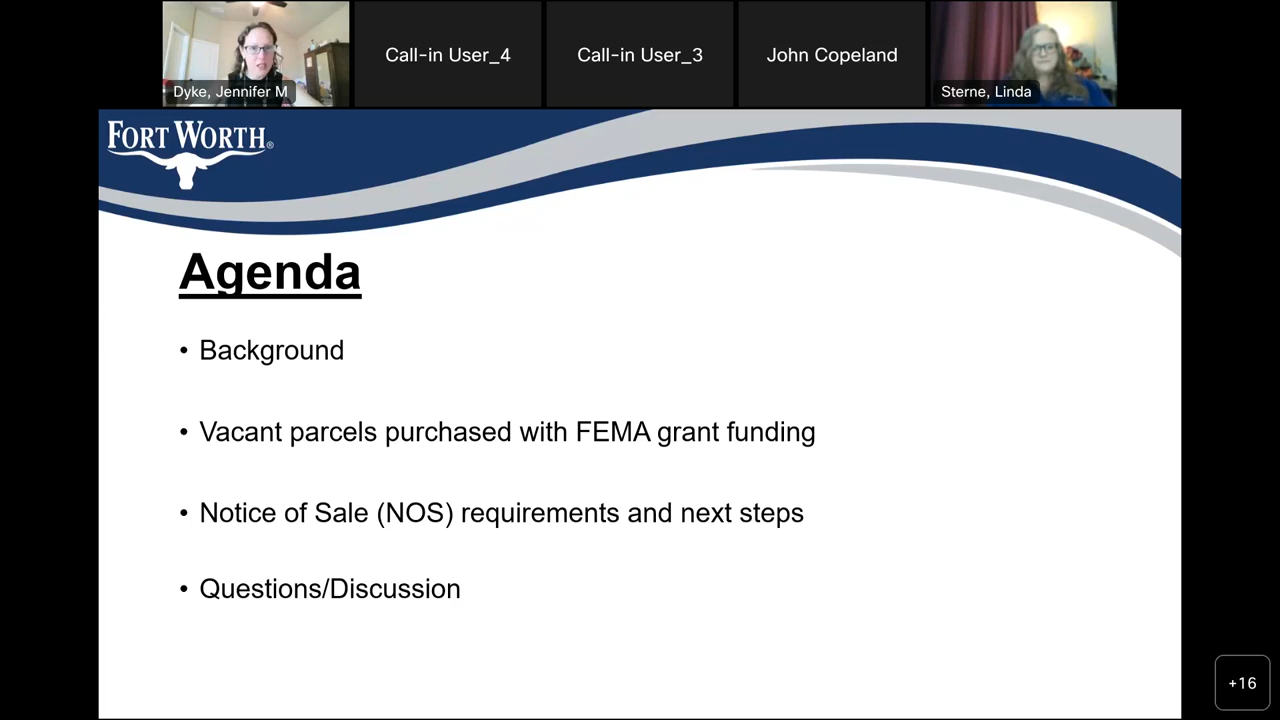 Dyke, Jennifer M
Call-in User_4
Call-in User_3
John Copeland
Sterne, Linda
FORT WORTH®
Agenda
• Background
• Vacant parcels purchased with FEMA grant funding
• Notice of Sale (NOS) requirements and next steps
• Questions/Discussion
+16